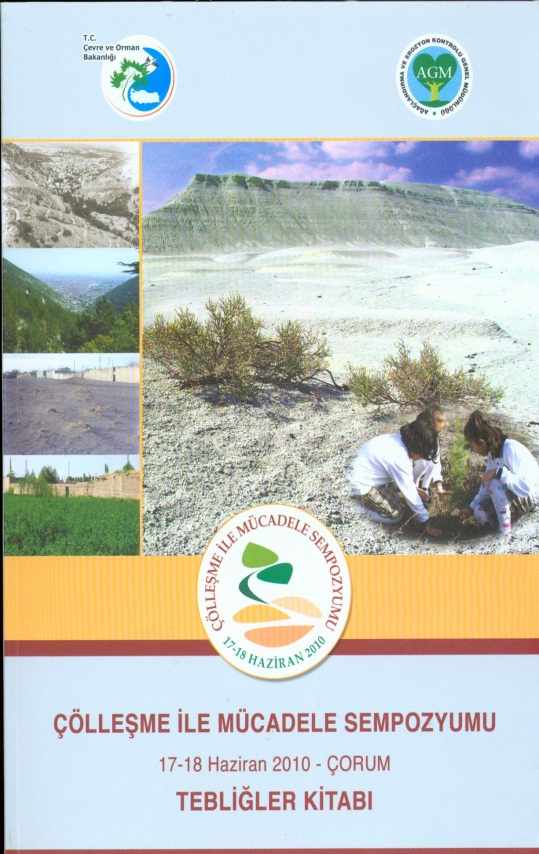 T.C.
Çevre ve Orman
Bakanlığı
AĞAÇLANDIRMA VE EROZYON KONTROLU GENEL MÜDÜRLÜĞÜ
AGM
ÇÖLLEŞME İLE MÜCADELE SEMPOZYUMU
17-18 HAZİRAN 2010
ÇÖLLEŞME İLE MÜCADELE SEMPOZYUMU
17-18 Haziran 2010 - ÇORUM
TEBLİĞLER KİTABI